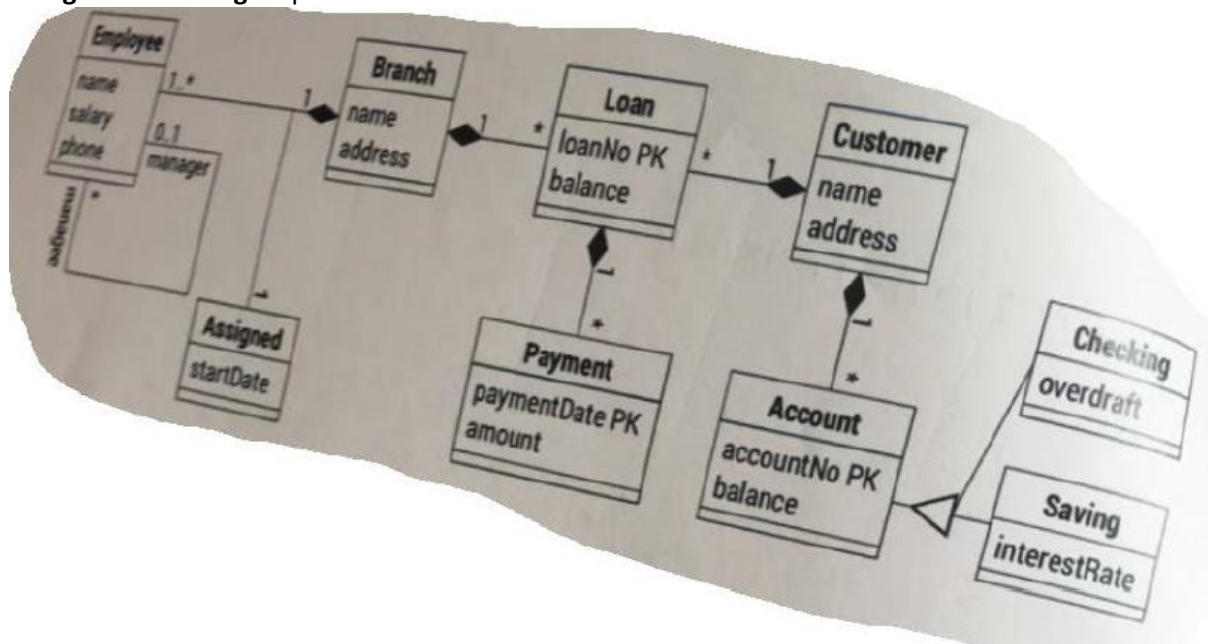 Employee
name
salary
phone
1..*
1
0..1
manager
*
managee
Assigned
startDate
1
Branch
name
address
1
*
Loan
loanNo PK
balance
*
1
Customer
name
address
1
*
Payment
paymentDate PK
amount
1
*
Account
accountNo PK
balance
Checking
overdraft
Saving
interestRate